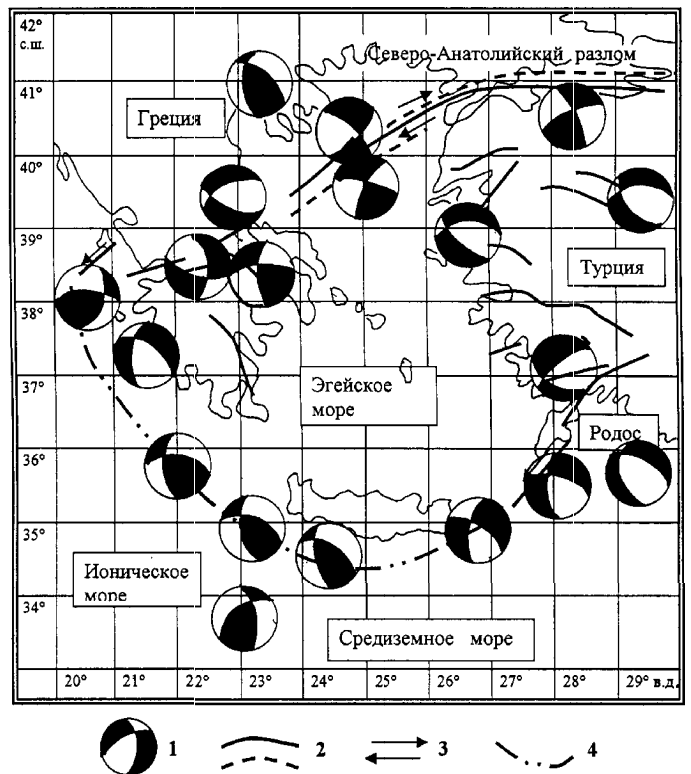 42°
с.ш.
Северо-Анатолийский разлом
41°
Греция
40°
39°
Турция
38°
37°
Эгейское
море
Родос
36°
35°
Ионическое
море
34°
Средиземное море
20° 21° 22° 23° 24° 25° 26° 27° 28° 29° в.д.
1 2 3 4